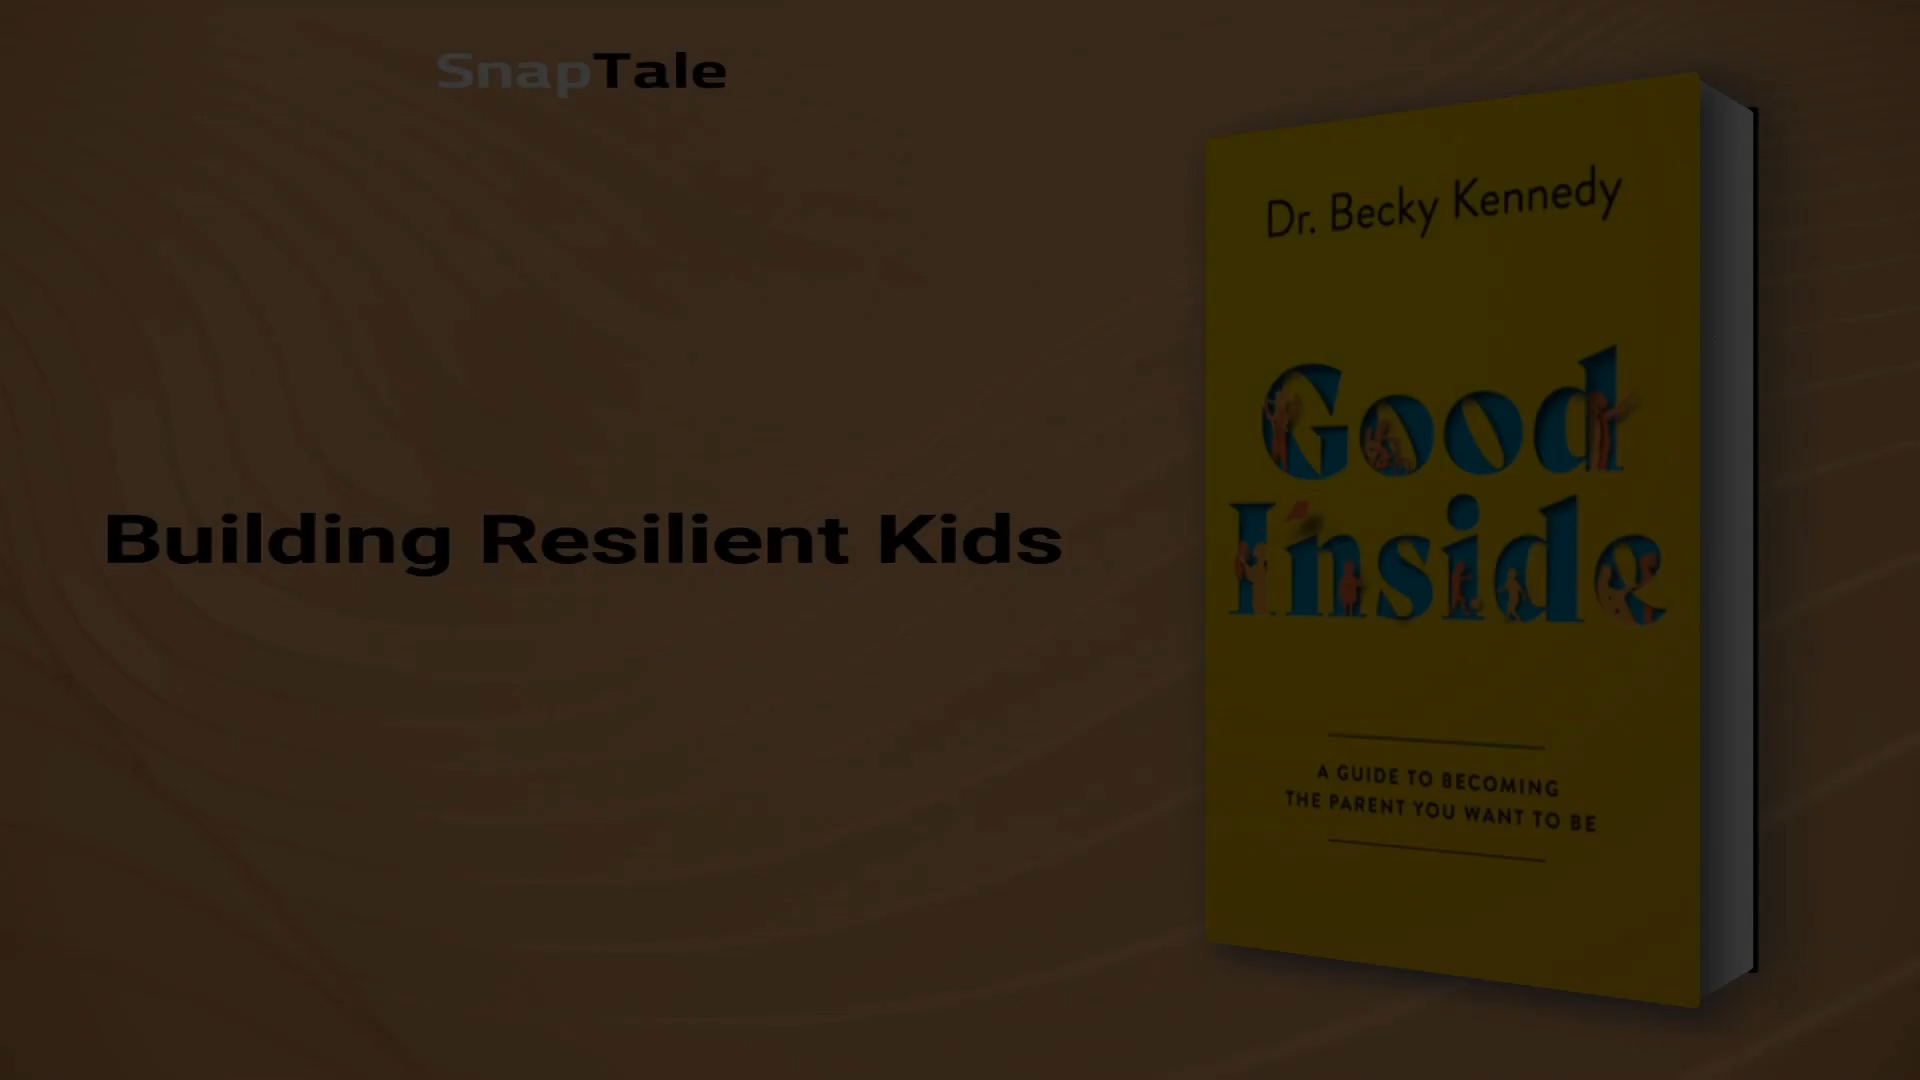 SnapTale
Building Resilient Kids
Dr. Becky Kennedy
Good
Inside
A GUIDE TO BECOMING
THE PARENT YOU WANT TO BE